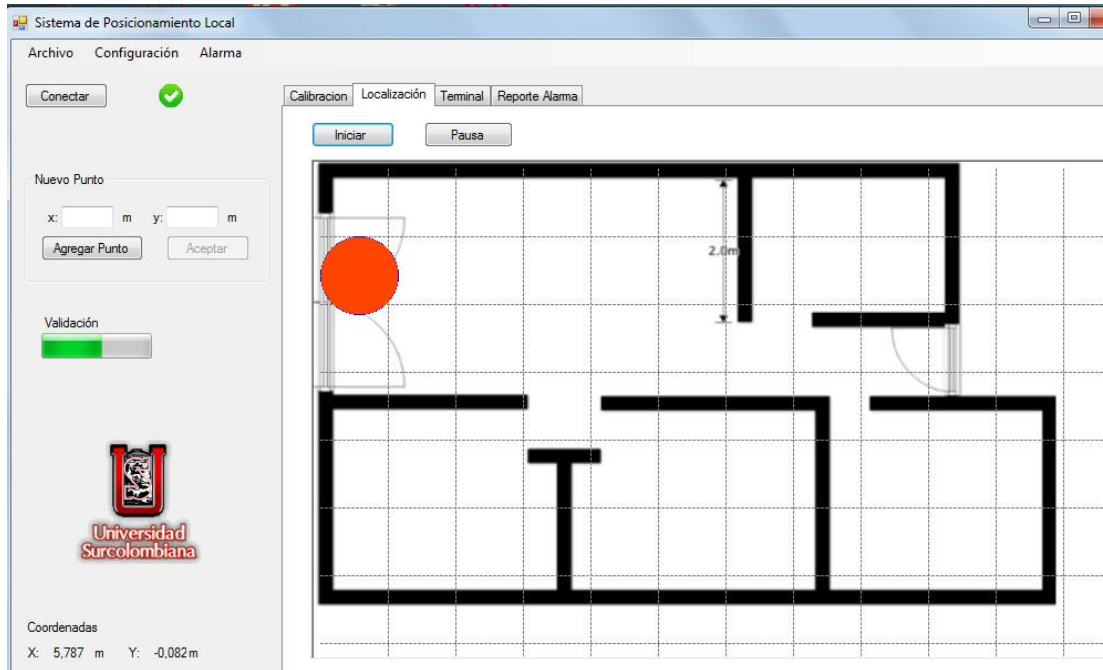 Sistema de Posicionamiento Local
Archivo Configuración Alarma
Conectar
Calibracion Localización Terminal Reporte Alarma
Iniciar Pausa
Nuevo Punto
x: m y: m
Agregar Punto Aceptar
2.0m
Validación
Universidad
Surcolombiana
Coordenadas
X: 5,787 m Y: -0,082 m